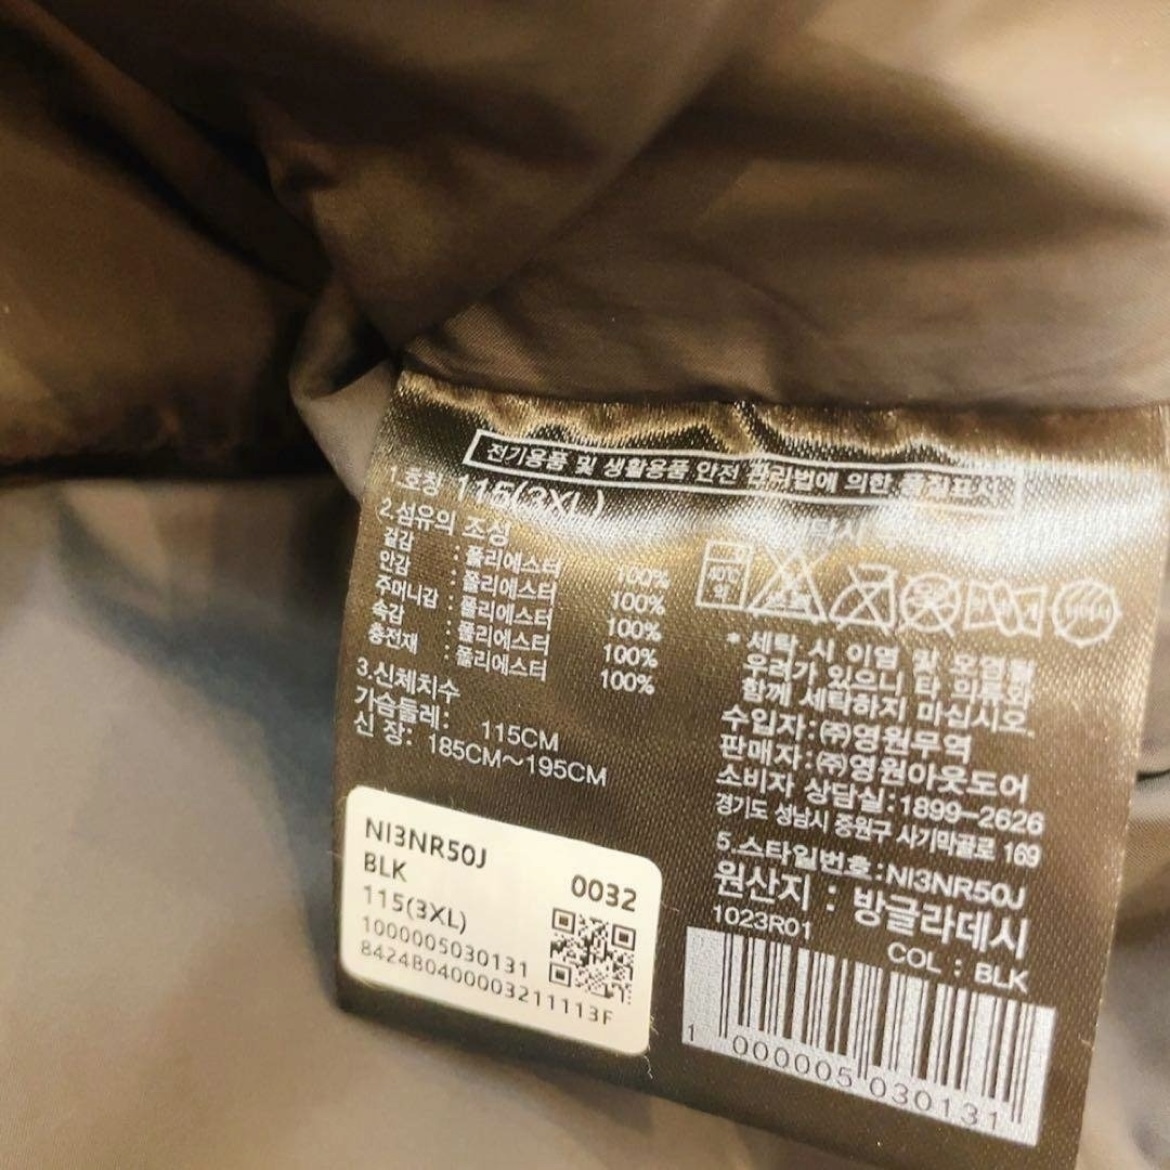 전기용품 및 생활용품 안전 관리법에 의한 품질표시
1.호칭 115(3XL)
2.섬유의 조성
겉감 : 폴리에스터 100%
안감 : 폴리에스터 100%
주머니감 : 폴리에스터 100%
속감 : 폴리에스터 100%
충전재 : 폴리에스터 100%
3.신체치수
가슴둘레: 115CM
신 장: 185CM~195CM
NI3NR50J
BLK 0032
115(3XL)
1000005030131
8424804000032 11113F
40℃
약
* 세탁 시 이염 및 오염될
우려가 있으니 타 의류와
함께 세탁하지 마십시오.
수입자:(주)영원무역
판매자:(주)영원아웃도어
소비자 상담실:1899-2626
경기도 성남시 중원구 사기막골로 169
5.스타일번호:NI3NR50J
원산지 : 방글라데시
1023R01
COL : BLK
1 000005 030131